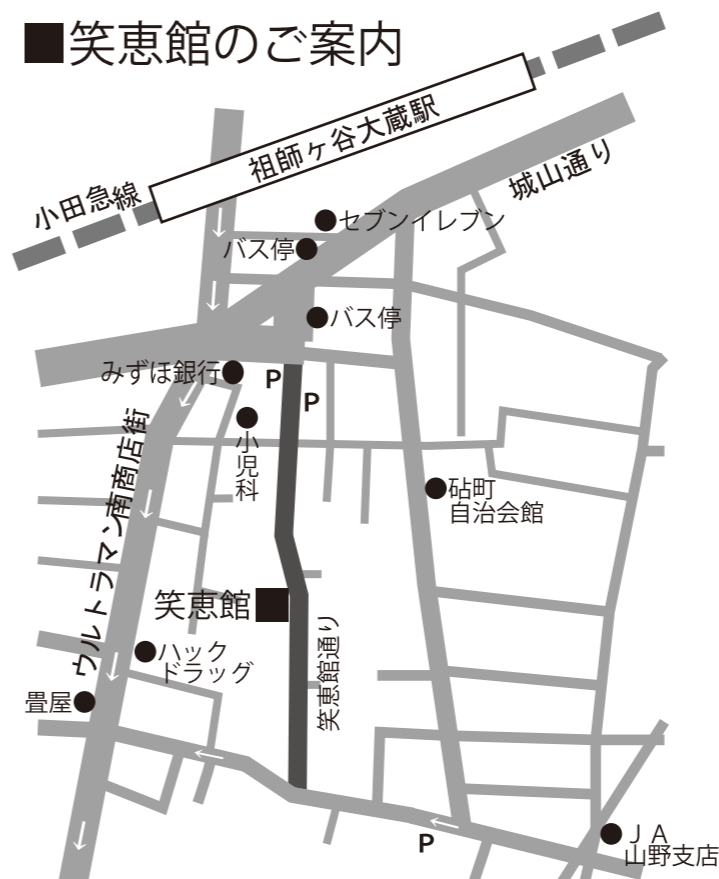 ■笑恵館のご案内
祖師ヶ谷大蔵駅
小田急線
城山通り
セブンイレブン
バス停
バス停
みずほ銀行
P
P
小児科
ウルトラマン南商店街
砧町
自治会館
笑恵館
笑恵館通り
ハック
ドラッグ
畳屋
P
ＪＡ
山野支店